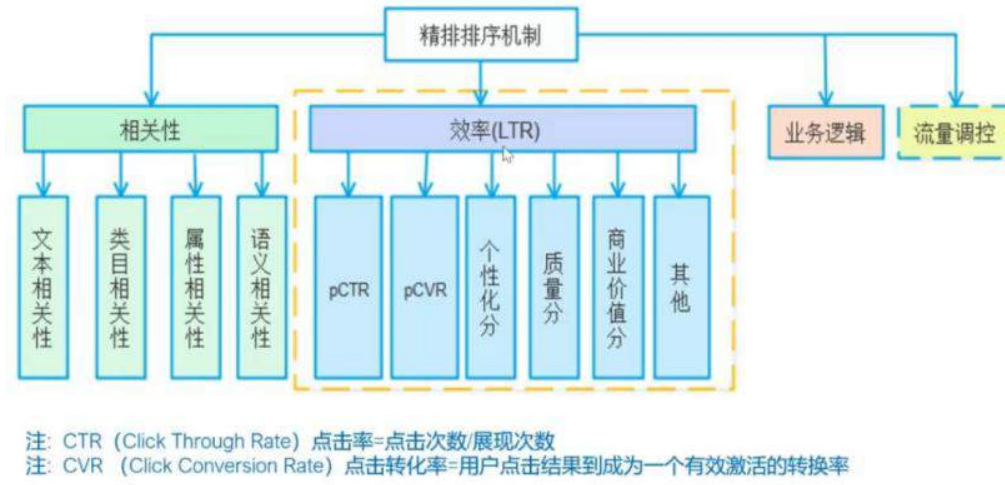 精排排序机制
相关性
效率(LTR)
业务逻辑
流量调控
文本相关性
类目相关性
属性相关性
语义相关性
pCTR
pCVR
个性化分
质量分
商业价值分
其他
注: CTR（Click Through Rate）点击率=点击次数/展现次数
注: CVR （Click Conversion Rate）点击转化率=用户点击结果到成为一个有效激活的转换率